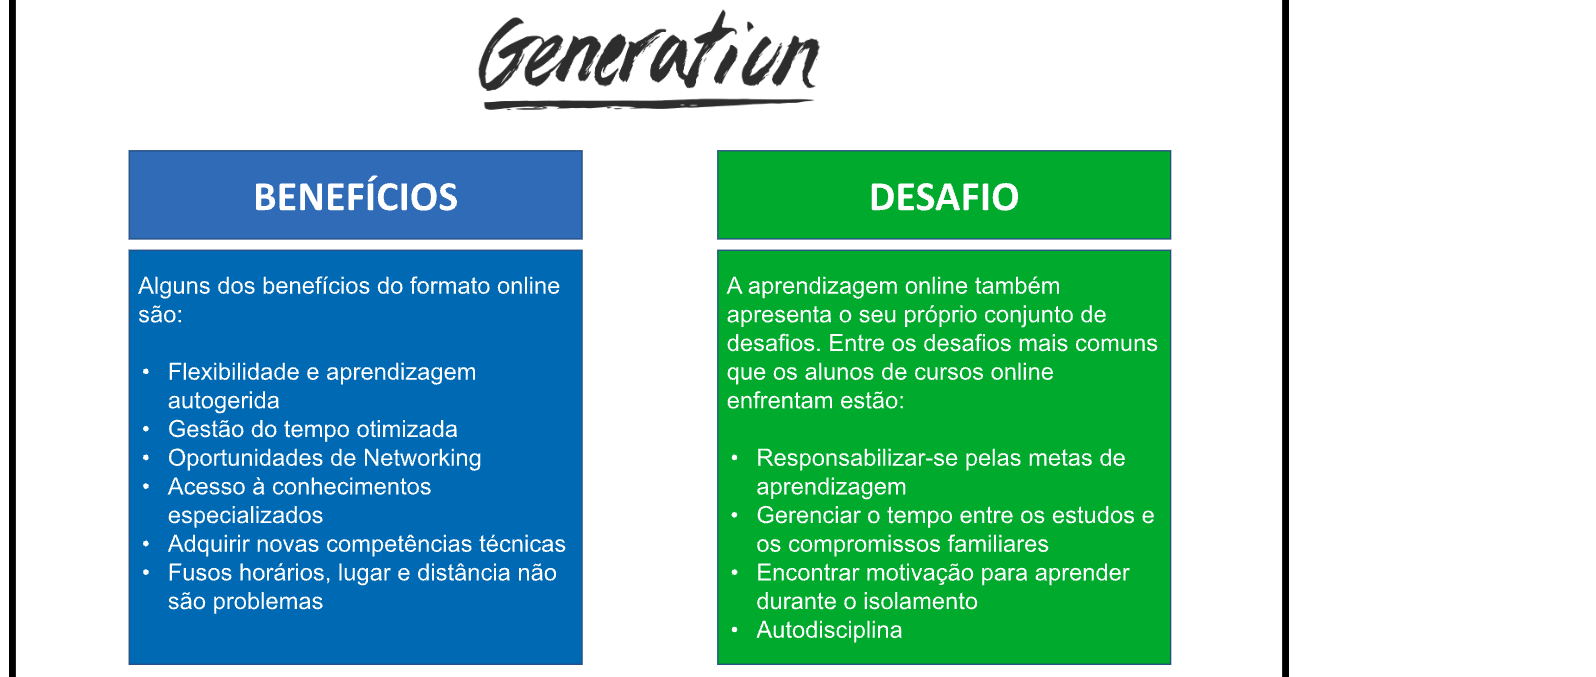 Generation
BENEFÍCIOS
Alguns dos benefícios do formato online
são:
• Flexibilidade e aprendizagem
autogerida
• Gestão do tempo otimizada
• Oportunidades de Networking
• Acesso à conhecimentos
especializados
• Adquirir novas competências técnicas
• Fusos horários, lugar e distância não
são problemas
DESAFIO
A aprendizagem online também
apresenta o seu próprio conjunto de
desafios. Entre os desafios mais comuns
que os alunos de cursos online
enfrentam estão:
• Responsabilizar-se pelas metas de
aprendizagem
• Gerenciar o tempo entre os estudos e
os compromissos familiares
• Encontrar motivação para aprender
durante o isolamento
• Autodisciplina